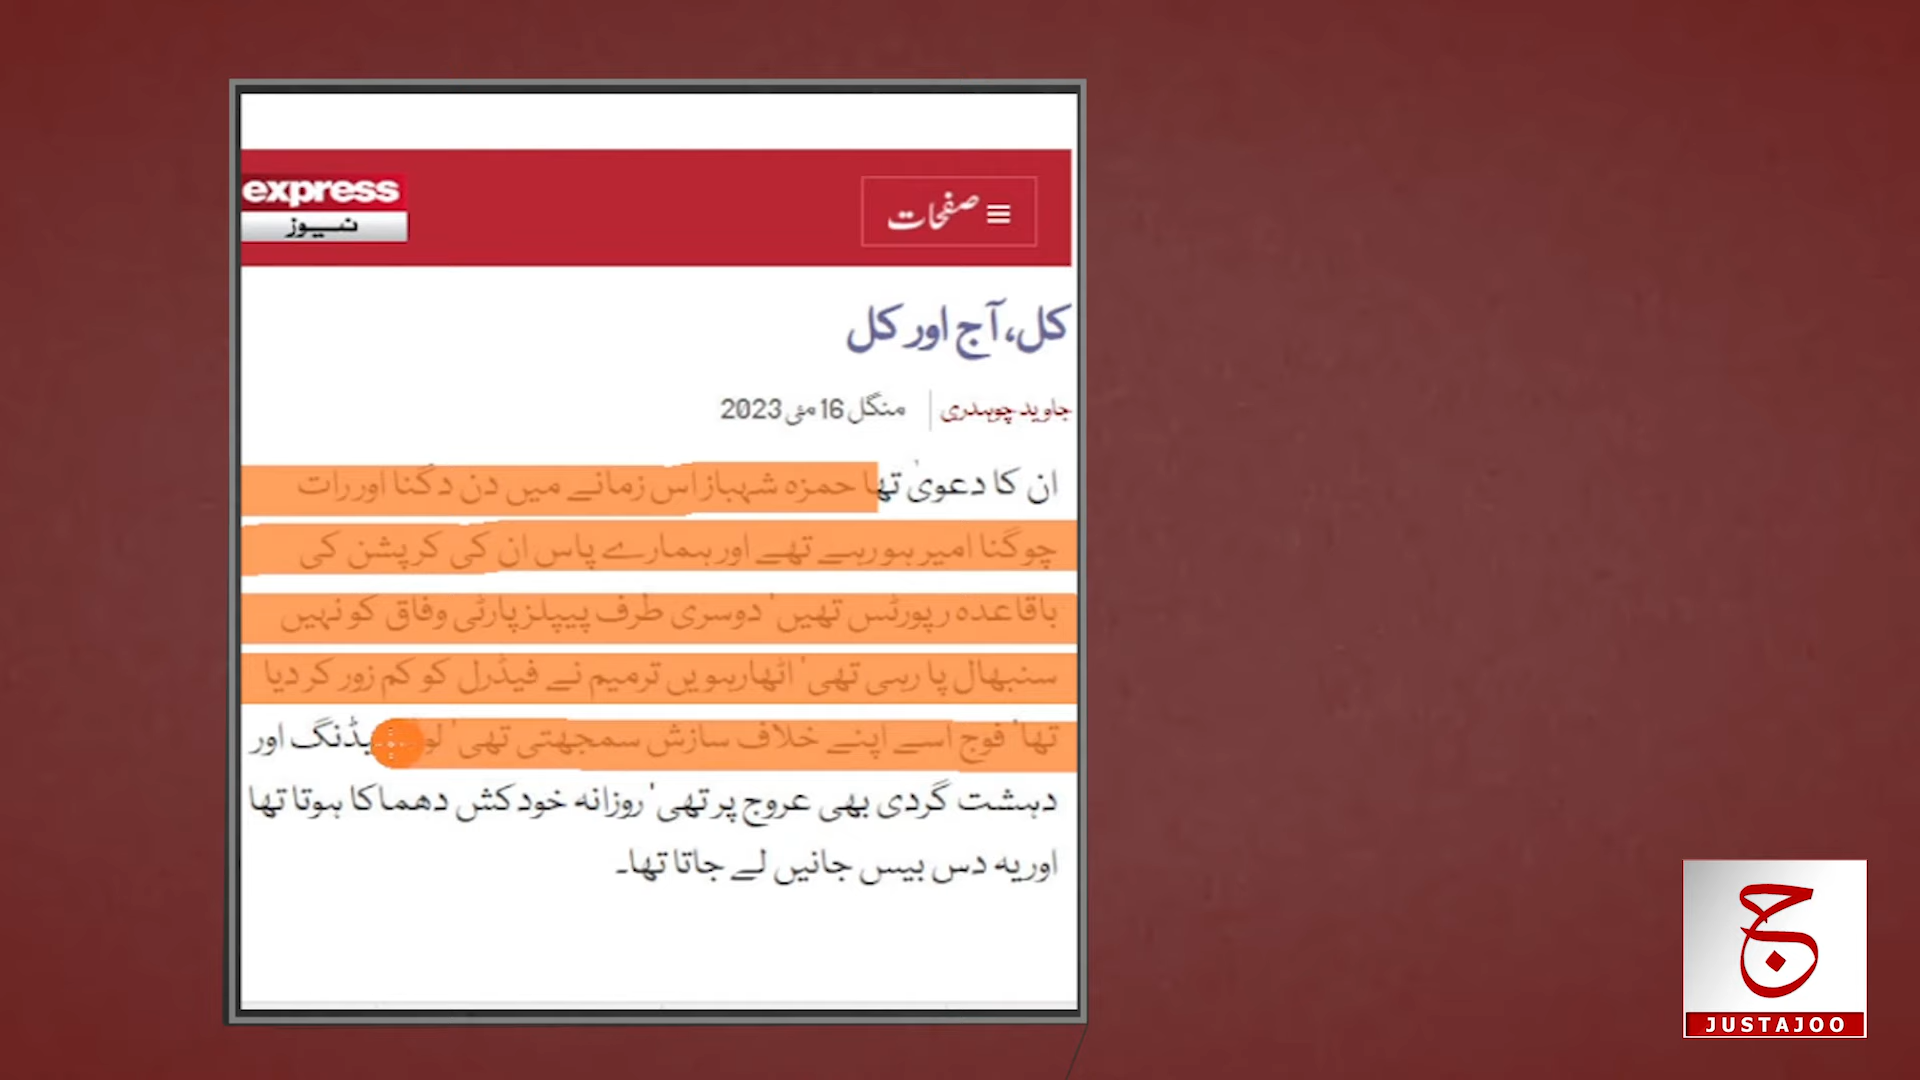 express
نیوز
صفحات
کل، آج اور کل
جاوید چوہدری
منگل 16 مئ 2023
ان کا دعویٰ تھا حمزہ شہباز اس زمانے میں دن دگنا اور رات
چوگنا امیر ہو رہے تھے اور ہمارے پاس ان کی کرپشن کی
باقاعدہ رپورٹس تھیں' دوسری طرف پیپلز پارٹی وفاق کو نہیں
سنبھال پا رہی تھی' اٹھارہویں ترمیم نے فیڈرل کو کم زور کر دیا
تھا' فوج اسے اپنے خلاف سازش سمجھتی تھی' اور
دہشت گردی بھی عروج پر تھی' روزانہ خودکش دھماکا ہوتا تھا
اور یہ دس بیس جانیں لے جاتا تھا۔
ج
JUSTAJOO